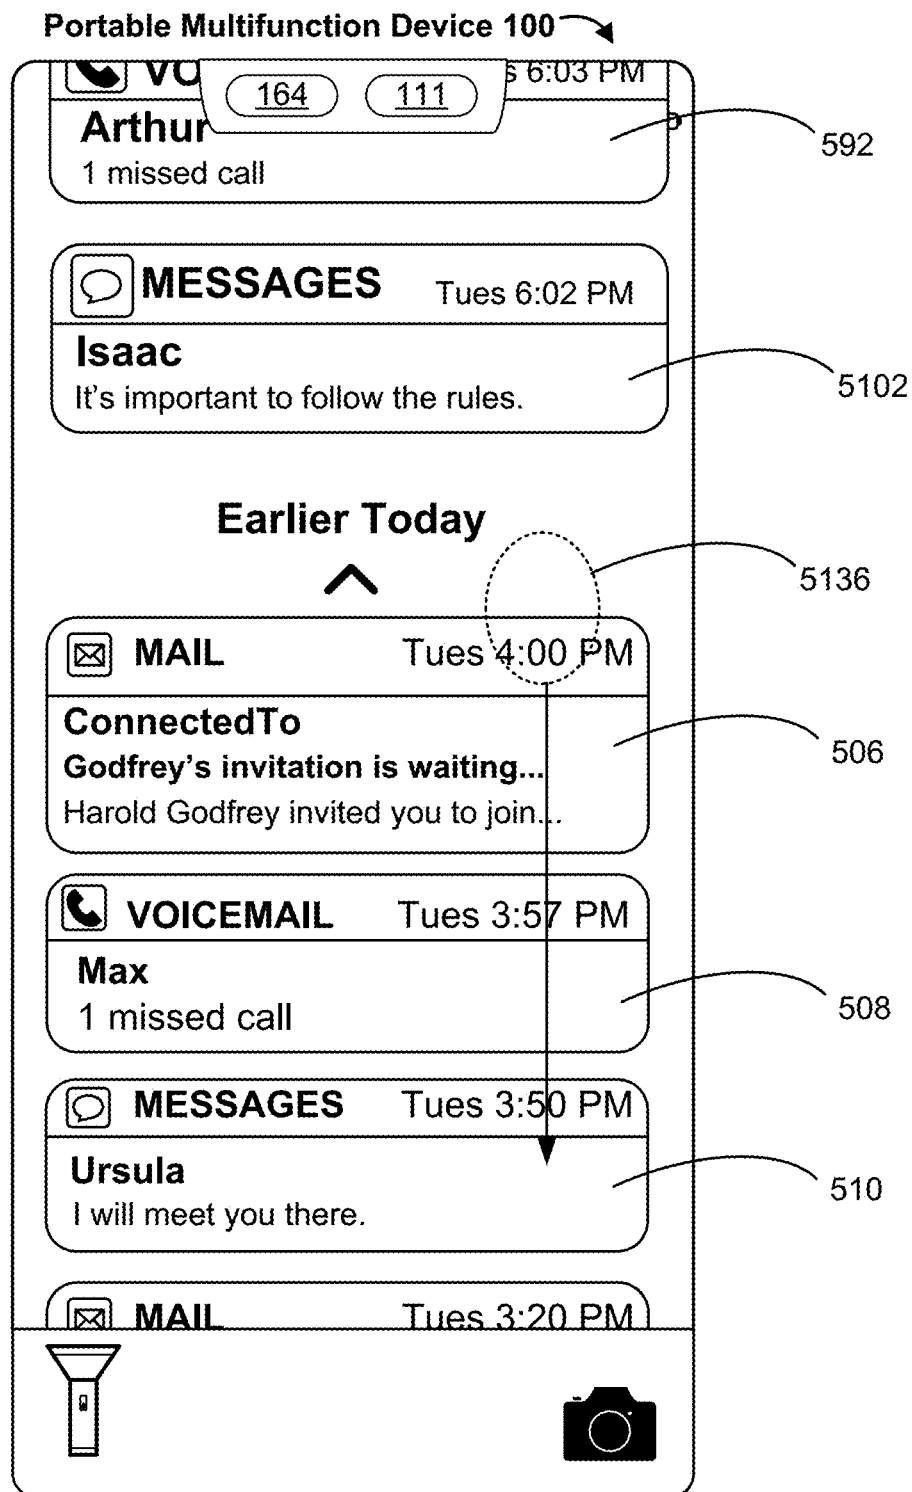 Portable Multifunction Device 100
VO
164
111
s 6:03 PM
Arthur
592
1 missed call
MESSAGES
Tues 6:02 PM
Isaac
5102
It's important to follow the rules.
Earlier Today
5136
MAIL
Tues 4:00 PM
ConnectedTo
506
Godfrey's invitation is waiting...
Harold Godfrey invited you to join...
VOICEMAIL
Tues 3:57 PM
Max
508
1 missed call
MESSAGES
Tues 3:50 PM
Ursula
510
I will meet you there.
MAIL
Tues 3:20 PM